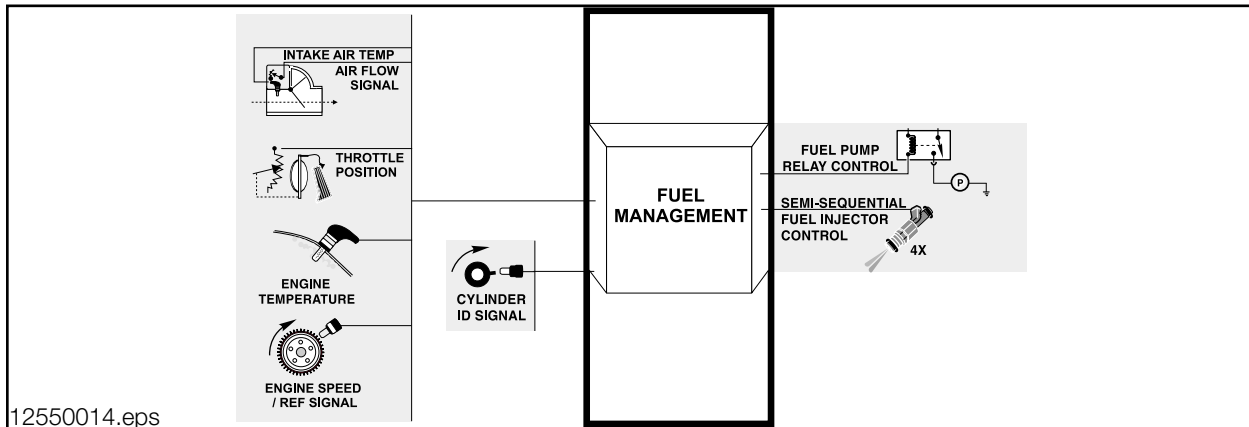 INTAKE AIR TEMP
AIR FLOW
SIGNAL
THROTTLE
POSITION
ENGINE
TEMPERATURE
ENGINE SPEED
/ REF SIGNAL
CYLINDER
ID SIGNAL
FUEL
MANAGEMENT
FUEL PUMP
RELAY CONTROL
P
SEMI-SEQUENTIAL
FUEL INJECTOR
CONTROL
4X
12550014.eps